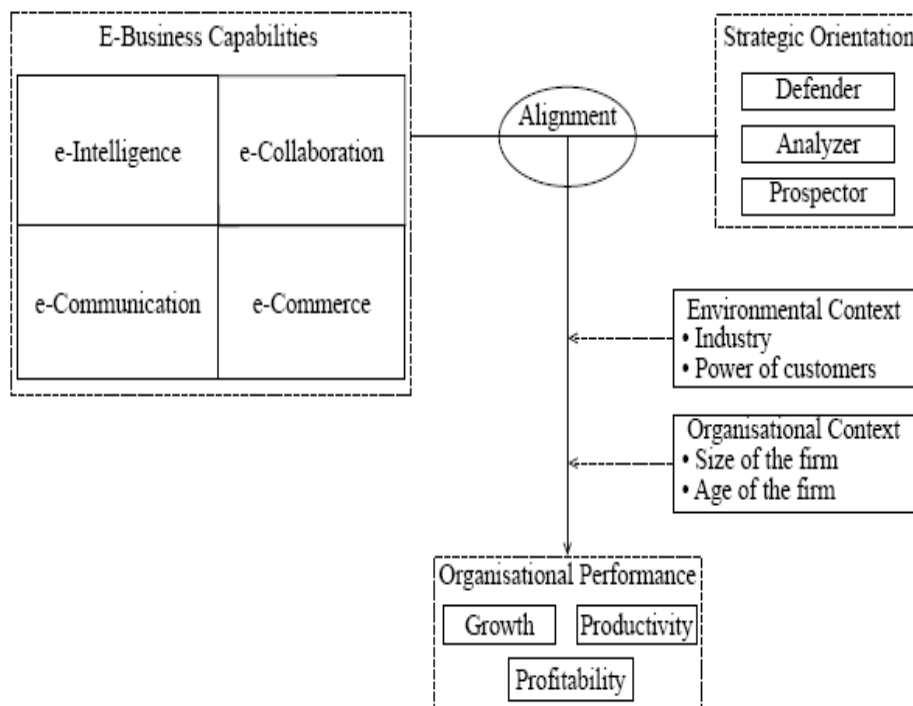 E-Business Capabilities
e-Intelligence
e-Collaboration
e-Communication
e-Commerce
Alignment
Strategic Orientation
Defender
Analyzer
Prospector
Environmental Context
• Industry
• Power of customers
Organisational Context
• Size of the firm
• Age of the firm
Organisational Performance
Growth
Productivity
Profitability